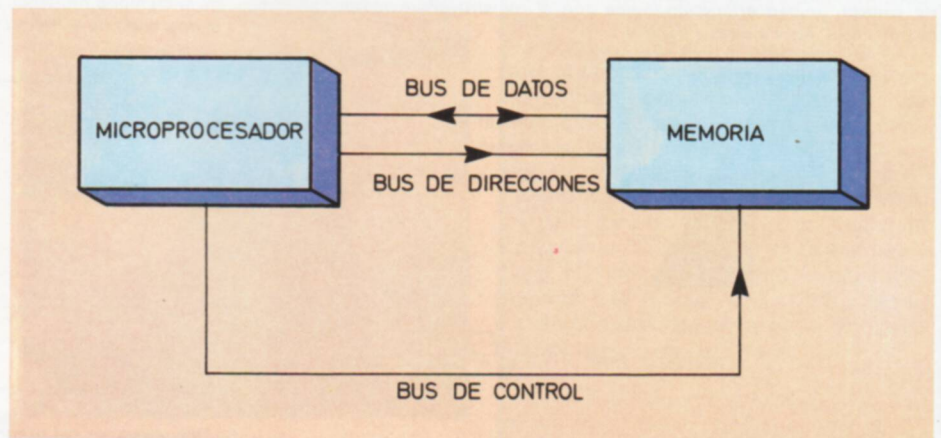 BUS DE DATOS
MICROPROCESADOR
MEMORIA
BUS DE DIRECCIONES
BUS DE CONTROL